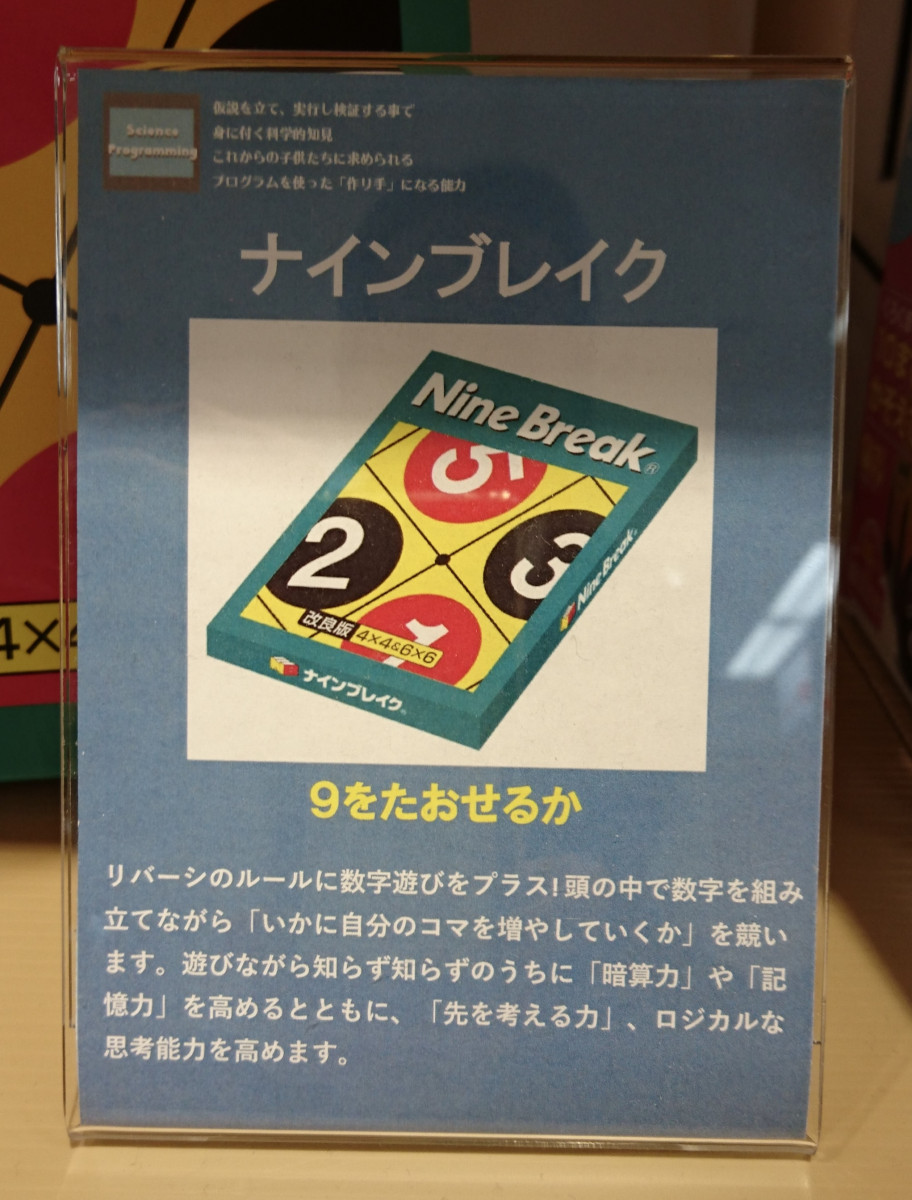 Science
Programming
仮説を立て、実行し検証する事で
身に付く科学的知見
これからの子供たちに求められる
プログラムを使った「作り手」になる能力
ナインブレイク
Nine Break®
5
2
3
1
Nine Break®
改良版 4×4&6×6
ナインブレイク®
4×4
9をたおせるか
リバーシのルールに数字遊びをプラス!頭の中で数字を組み
立てながら「いかに自分のコマを増やしていくか」を競い
ます。遊びながら知らず知らずのうちに「暗算力」や「記
憶力」を高めるとともに、「先を考える力」、ロジカルな
思考能力を高めます。